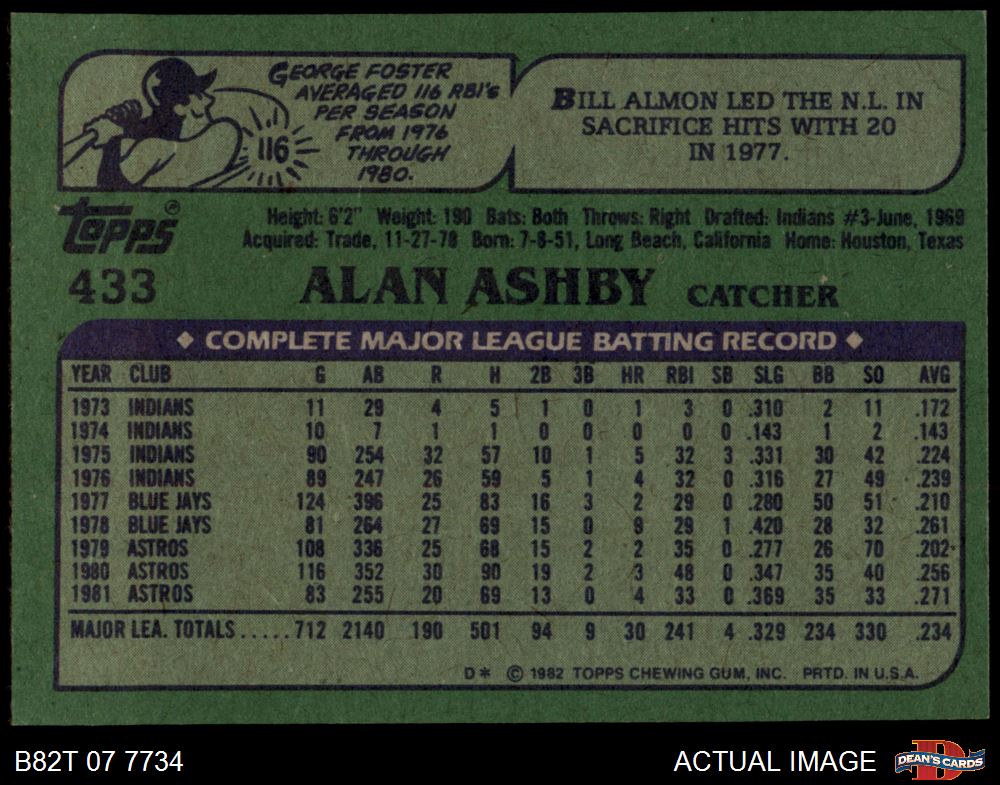 GEORGE FOSTER
AVERAGED 116 RBI'S
PER SEASON
FROM 1976
THROUGH
1980.
116
BILL ALMON LED THE N.L. IN
SACRIFICE HITS WITH 20
IN 1977.
TOPPS®
Height: 6'2" Weight: 190 Bats: Both Throws: Right Drafted: Indians #3-June, 1969
Acquired: Trade, 11-27-78 Born: 7-8-51, Long Beach, California Home: Houston, Texas
433 ALAN ASHBY CATCHER
◆ COMPLETE MAJOR LEAGUE BATTING RECORD ◆
YEAR CLUB G AB R H 2B 3B HR RBI SB SLG BB SO AVG
1973 INDIANS 11 29 4 5 1 0 1 3 0 .310 2 11 .172
1974 INDIANS 10 7 1 1 0 0 0 0 0 .143 1 2 .143
1975 INDIANS 90 254 32 57 10 1 5 32 3 .331 30 42 .224
1976 INDIANS 89 247 26 59 5 1 4 32 0 .316 27 49 .239
1977 BLUE JAYS 124 396 25 83 16 3 2 29 0 .280 50 51 .210
1978 BLUE JAYS 81 264 27 69 15 0 9 29 1 .420 28 32 .261
1979 ASTROS 108 336 25 68 15 2 2 35 0 .277 26 70 .202
1980 ASTROS 116 352 30 90 19 2 3 48 0 .347 35 40 .256
1981 ASTROS 83 255 20 69 13 0 4 33 0 .369 35 33 .271
MAJOR LEA. TOTALS.....712 2140 190 501 94 9 30 241 4 .329 234 330 .234
D* © 1982 TOPPS CHEWING GUM, INC. PRTD. IN U.S.A.
B82T 07 7734 ACTUAL IMAGE D DEAN'S CARDS